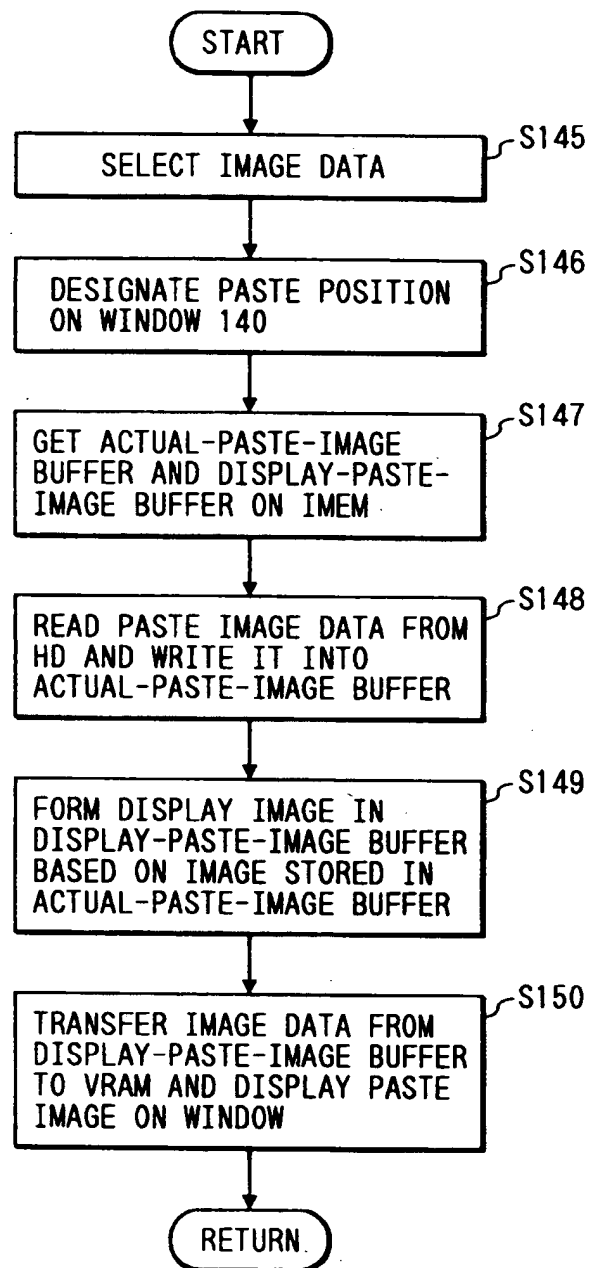 START
S145
SELECT IMAGE DATA
S146
DESIGNATE PASTE POSITION
ON WINDOW 140
S147
GET ACTUAL-PASTE-IMAGE
BUFFER AND DISPLAY-PASTE-
IMAGE BUFFER ON IMEM
S148
READ PASTE IMAGE DATA FROM
HD AND WRITE IT INTO
ACTUAL-PASTE-IMAGE BUFFER
S149
FORM DISPLAY IMAGE IN
DISPLAY-PASTE-IMAGE BUFFER
BASED ON IMAGE STORED IN
ACTUAL-PASTE-IMAGE BUFFER
S150
TRANSFER IMAGE DATA FROM
DISPLAY-PASTE-IMAGE BUFFER
TO VRAM AND DISPLAY PASTE
IMAGE ON WINDOW
RETURN